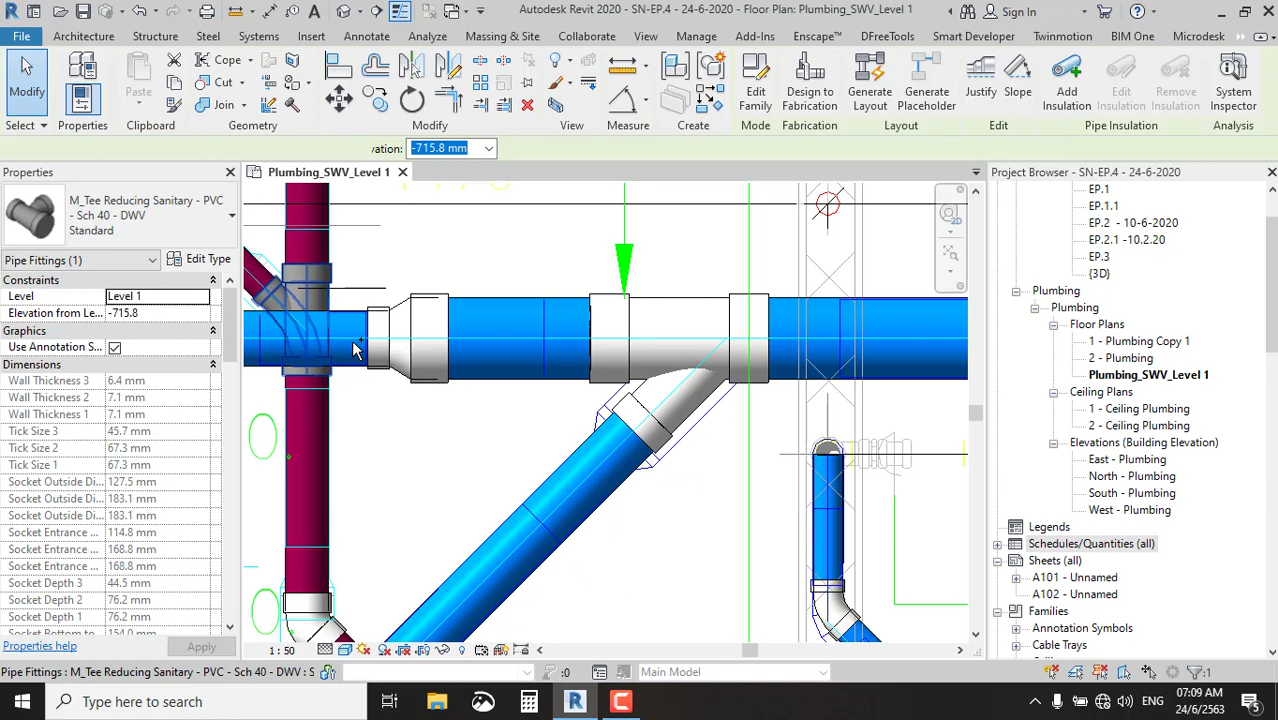 Autodesk Revit 2020 - SN-EP.4 - 24-6-2020 - Floor Plan: Plumbing_SWV_Level 1
Sign In
File Architecture Structure Steel Systems Insert Annotate Analyze Massing & Site Collaborate View Manage Add-Ins Enscape™ DFreeTools Smart Developer Twinmotion BIM One Microdesk
Modify Properties Paste Cope Cut Join Edit Family Design to Fabrication Generate Layout Generate Placeholder Justify Slope Add Insulation Edit Insulation Remove Insulation System Inspector
Select Properties Clipboard Geometry Modify View Measure Create Mode Fabrication Layout Edit Pipe Insulation Analysis
vation: -715.8 mm
Properties
Plumbing_SWV_Level 1
Project Browser - SN-EP.4 - 24-6-2020
M_Tee Reducing Sanitary - PVC - Sch 40 - DWV
Standard
Pipe Fittings (1) Edit Type
Constraints
Level Level 1
Elevation from Le... -715.8
Graphics
Use Annotation S...
Dimensions
Wall Thickness 3 6.4 mm
Wall Thickness 2 7.1 mm
Wall Thickness 1 7.1 mm
Tick Size 3 45.7 mm
Tick Size 2 67.3 mm
Tick Size 1 67.3 mm
Socket Outside Di... 127.5 mm
Socket Outside Di... 183.1 mm
Socket Outside Di... 183.1 mm
Socket Entrance ... 114.8 mm
Socket Entrance ... 168.8 mm
Socket Entrance ... 168.8 mm
Socket Depth 3 44.5 mm
Socket Depth 2 76.2 mm
Socket Depth 1 76.2 mm
Socket Bottom to ... 154.0 mm
Properties help Apply
2D
EP.1
EP.1.1
EP.2 - 10-6-2020
EP.2.1 -10.2.20
EP.3
{3D}
Plumbing
Plumbing
Floor Plans
1 - Plumbing Copy 1
2 - Plumbing
Plumbing_SWV_Level 1
Ceiling Plans
1 - Ceiling Plumbing
2 - Ceiling Plumbing
Elevations (Building Elevation)
East - Plumbing
North - Plumbing
South - Plumbing
West - Plumbing
Legends
Schedules/Quantities (all)
Sheets (all)
A101 - Unnamed
A102 - Unnamed
Families
Annotation Symbols
Cable Trays
1 : 50
Pipe Fittings : M_Tee Reducing Sanitary - PVC - Sch 40 - DWV : S
:0
Main Model
:1
Type here to search
ENG
07:09 AM
24/6/2563
5